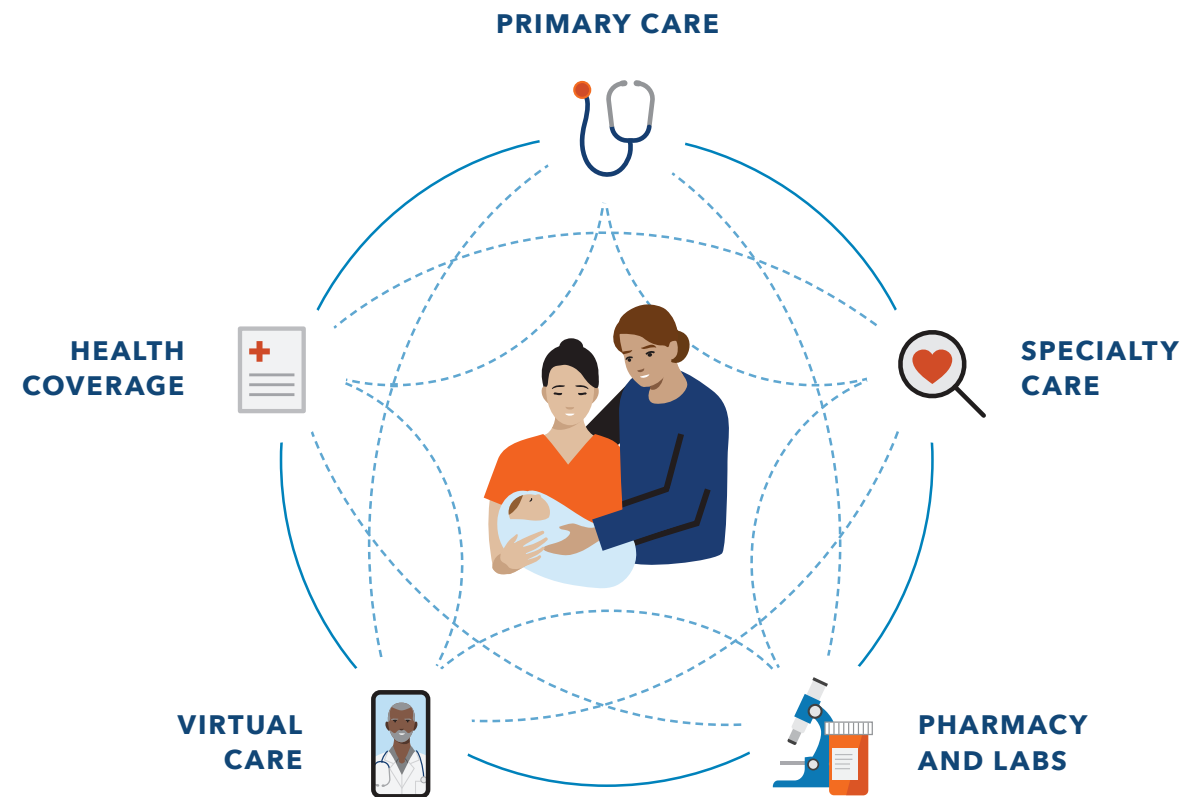 PRIMARY CARE
HEALTH
COVERAGE
SPECIALTY
CARE
VIRTUAL
CARE
PHARMACY
AND LABS